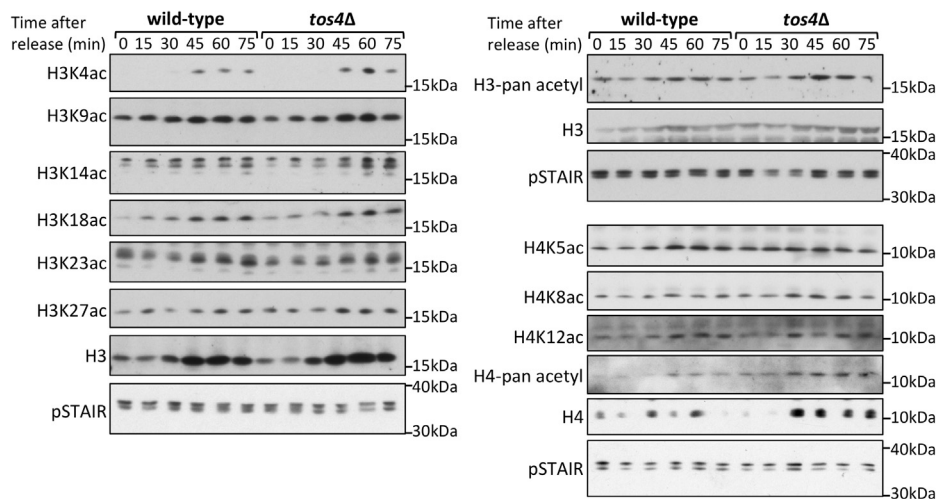 Time after release (min)
wild-type tos4Δ
0 15 30 45 60 75 0 15 30 45 60 75
H3K4ac
15kDa
H3K9ac
15kDa
H3K14ac
15kDa
H3K18ac
15kDa
H3K23ac
15kDa
H3K27ac
15kDa
H3
15kDa
40kDa
pSTAIR
30kDa
Time after release (min)
wild-type tos4Δ
0 15 30 45 60 75 0 15 30 45 60 75
H3-pan acetyl
15kDa
H3
15kDa
40kDa
pSTAIR
30kDa
H4K5ac
10kDa
H4K8ac
10kDa
H4K12ac
10kDa
H4-pan acetyl
10kDa
H4
10kDa
40kDa
pSTAIR
30kDa